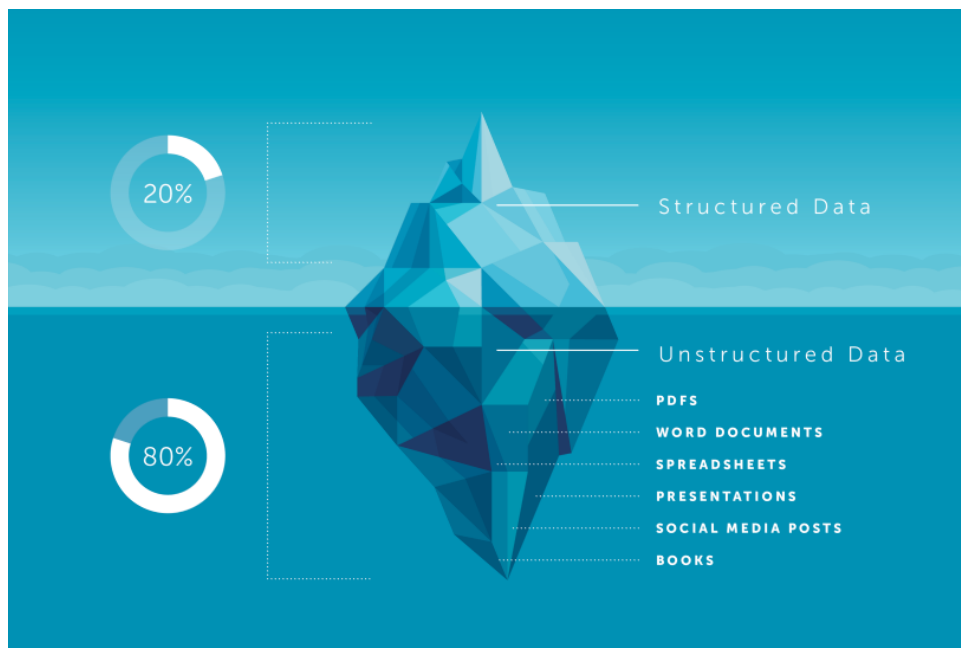 20%
Structured Data
Unstructured Data
PDFS
WORD DOCUMENTS
80%
SPREADSHEETS
PRESENTATIONS
SOCIAL MEDIA POSTS
BOOKS